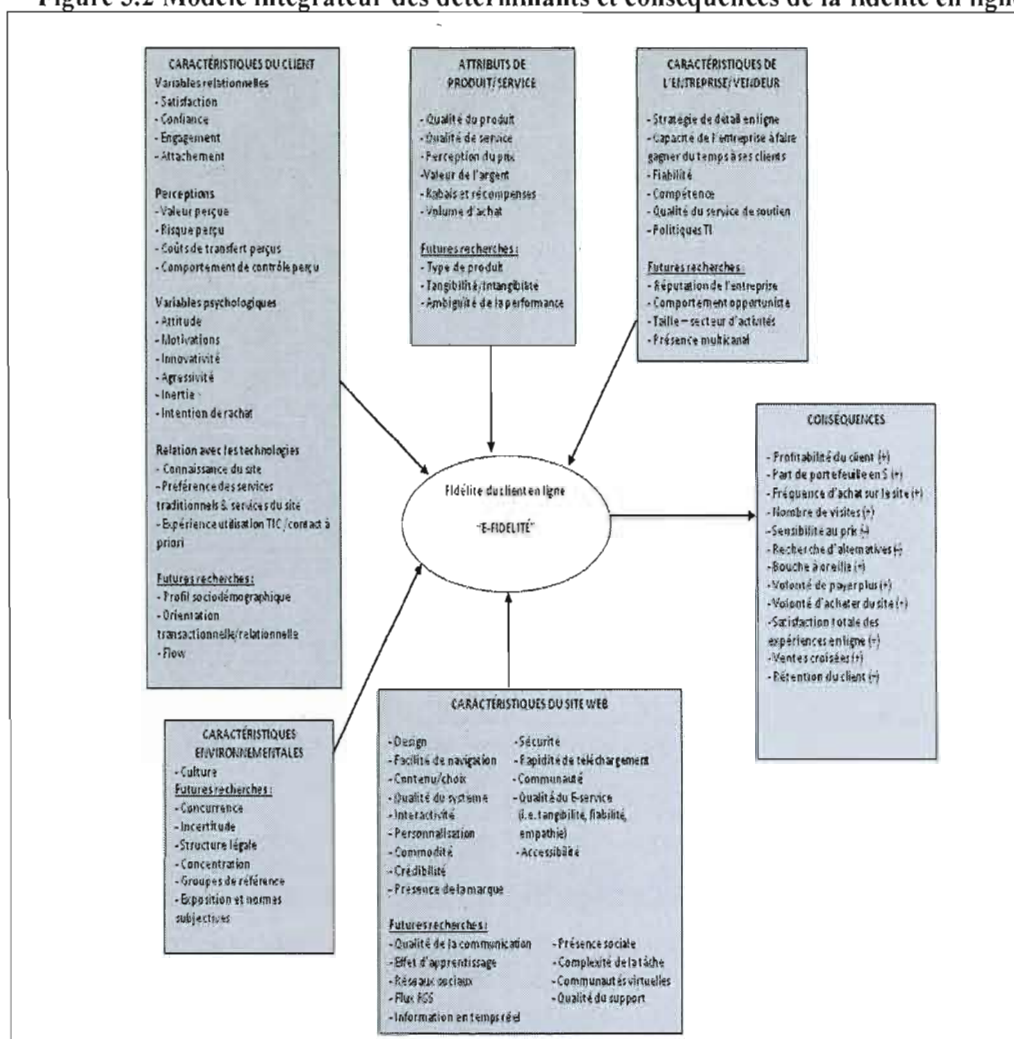 Figure 3.2 Modèle intégrateur des déterminants et conséquences de la fidélité en ligne
CARACTÉRISTIQUES DU CLIENT
Variables relationnelles
- Satisfaction
- Confiance
- Engagement
- Attachement
Perceptions
- Valeur perçue
- Risque perçu
- Coûts de transfert perçus
- Comportement de contrôle perçu
Variables psychologiques
- Attitude
- Motivations
- Innovativité
- Agressivité
- Inertie
- Intention de rachat
Relation avec les technologies
- Connaissance du site
- Préférence des services
traditionnels & services du site
- Expérience utilisation TIC / contact à
priori
Futures recherches :
- Profil sociodémographique
- Orientation
transactionnelle/relationnelle
- Flow
ATTRIBUTS DE
PRODUIT/SERVICE
- Qualité du produit
- Qualité de service
- Perception du prix
-Valeur de l'argent
- Rabais et récompenses
- Volume d'achat
Futures recherches :
- Type de produit
- Tangibilité/Intangibilité
- Ambiguïté de la performance
CARACTÉRISTIQUES DE
L'ENTREPRISE/VENDEUR
- Stratégie de détail en ligne
- Capacité de l'entreprise à faire
gagner du temps à ses clients
- Fiabilité
- Compétence
- Qualité du service de soutien
- Politiques TI
Futures recherches :
- Réputation de l'entreprise
- Comportement opportuniste
- Taille – secteur d'activités
- Présence multicanal
Fidélité du client en ligne
"E-FIDELITÉ"
CONSEQUENCES
- Profitabilité du client (+)
- Part de portefeuille en $ (+)
- Fréquence d'achat sur le site (+)
- Nombre de visites (+)
- Sensibilité au prix (-)
- Recherche d'alternatives (-)
- Bouche à oreille (+)
- Volonté de payer plus (+)
- Volonté d'acheter du site (+)
- Satisfaction totale des
expériences en ligne (+)
- Ventes croisées (+)
- Rétention du client (+)
CARACTÉRISTIQUES
ENVIRONNEMENTALES
- Culture
Futures recherches :
- Concurrence
- Incertitude
- Structure légale
- Concentration
- Groupes de référence
- Exposition et normes
subjectives
CARACTÉRISTIQUES DU SITE WEB
- Design
- Facilité de navigation
- Contenu/choix
- Qualité du système
- Interactivité
- Personnalisation
- Commodité
- Crédibilité
- Présence de la marque
- Sécurité
- Rapidité de téléchargement
- Communauté
- Qualité du E-service
(i.e. tangibilité, fiabilité,
empathie)
- Accessibilité
Futures recherches :
- Qualité de la communication
- Effet d'apprentissage
- Réseaux sociaux
- Flux RSS
- Information en temps réel
- Présence sociale
- Complexité de la tâche
- Communautés virtuelles
- Qualité du support